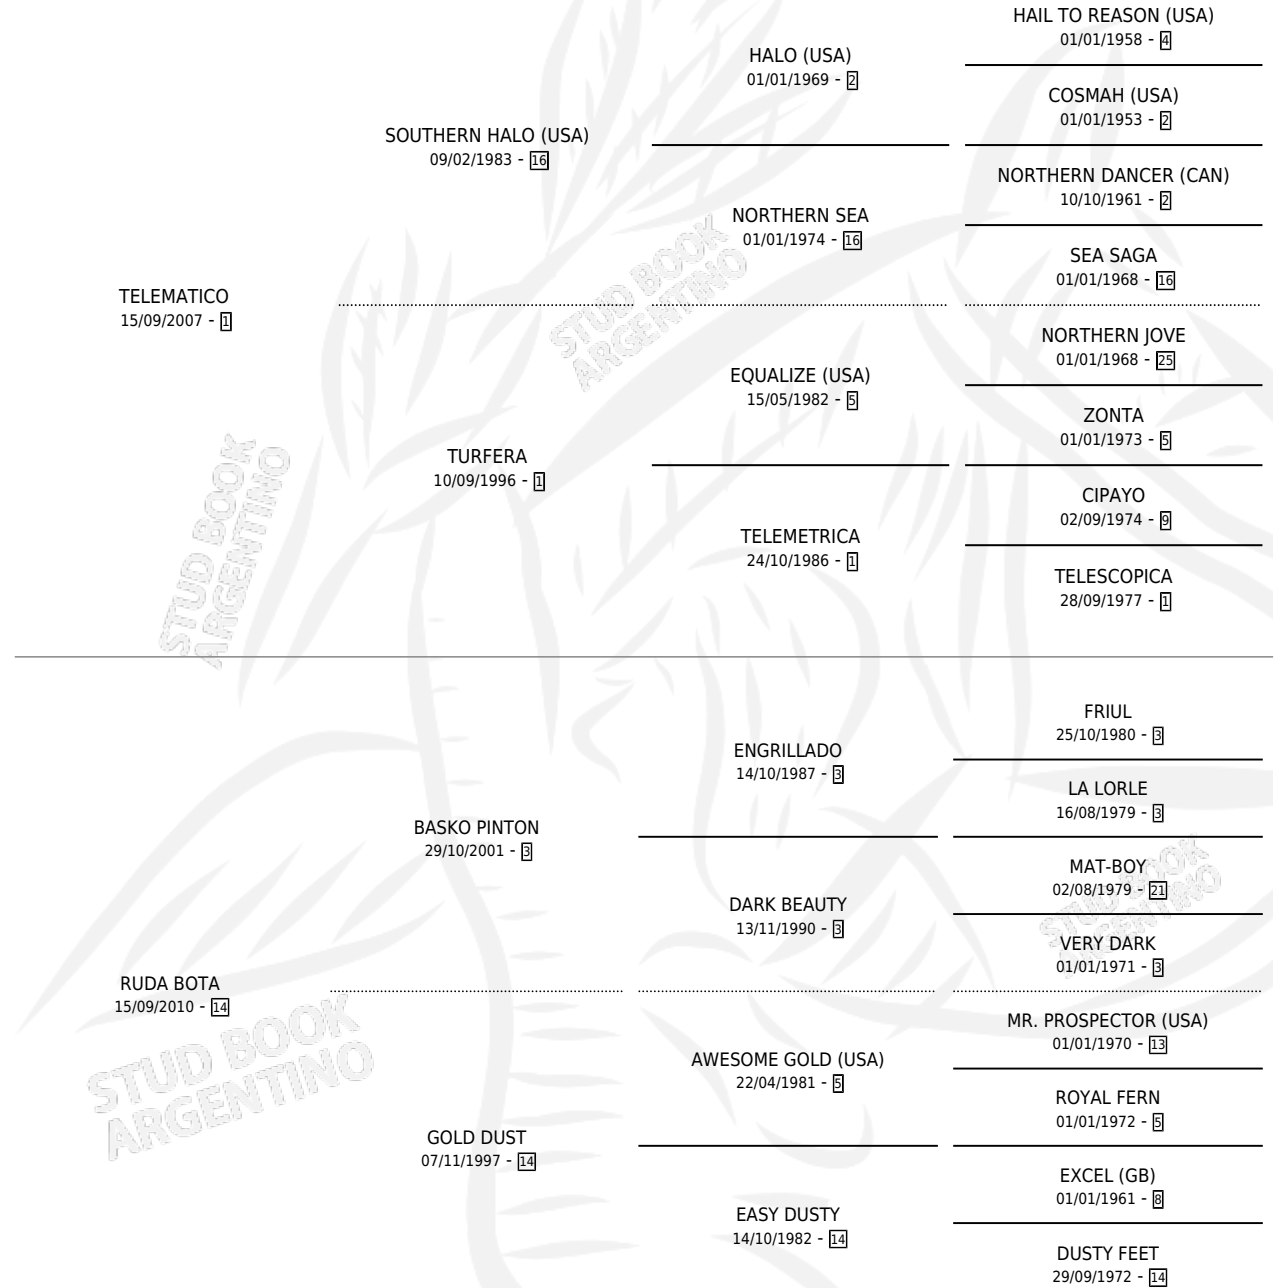 HAIL TO REASON (USA)
01/01/1958 - 4
HALO (USA)
01/01/1969 - 2
COSMAH (USA)
01/01/1953 - 2
SOUTHERN HALO (USA)
09/02/1983 - 16
NORTHERN DANCER (CAN)
10/10/1961 - 2
NORTHERN SEA
01/01/1974 - 16
SEA SAGA
01/01/1968 - 16
TELEMATICO
15/09/2007 - 1
NORTHERN JOVE
01/01/1968 - 25
EQUALIZE (USA)
15/05/1982 - 5
ZONTA
01/01/1973 - 5
TURFERA
10/09/1996 - 1
CIPAYO
02/09/1974 - 9
TELEMETRICA
24/10/1986 - 1
TELESCOPICA
28/09/1977 - 1
STUD BOOK
ARGENTINO
STUD BOOK
ARGENTINO
FRIUL
25/10/1980 - 3
ENGRILLADO
14/10/1987 - 3
LA LORLE
16/08/1979 - 3
BASKO PINTON
29/10/2001 - 3
MAT-BOY
02/08/1979 - 21
DARK BEAUTY
13/11/1990 - 3
VERY DARK
01/01/1971 - 3
STUD BOOK
ARGENTINO
RUDA BOTA
15/09/2010 - 14
MR. PROSPECTOR (USA)
01/01/1970 - 13
AWESOME GOLD (USA)
22/04/1981 - 5
ROYAL FERN
01/01/1972 - 5
GOLD DUST
07/11/1997 - 14
EXCEL (GB)
01/01/1961 - 8
EASY DUSTY
14/10/1982 - 14
DUSTY FEET
29/09/1972 - 14
STUD BOOK
ARGENTINO